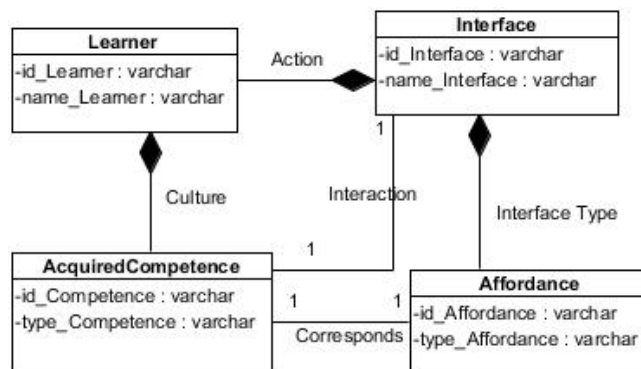 Learner
-id_Learner : varchar
-name_Learner : varchar
Action
Interface
-id_Interface : varchar
-name_Interface : varchar
1
Culture
Interaction
Interface Type
1
AcquiredCompetence
-id_Competence : varchar
-type_Competence : varchar
1
1
Corresponds
Affordance
-id_Affordance : varchar
-type_Affordance : varchar